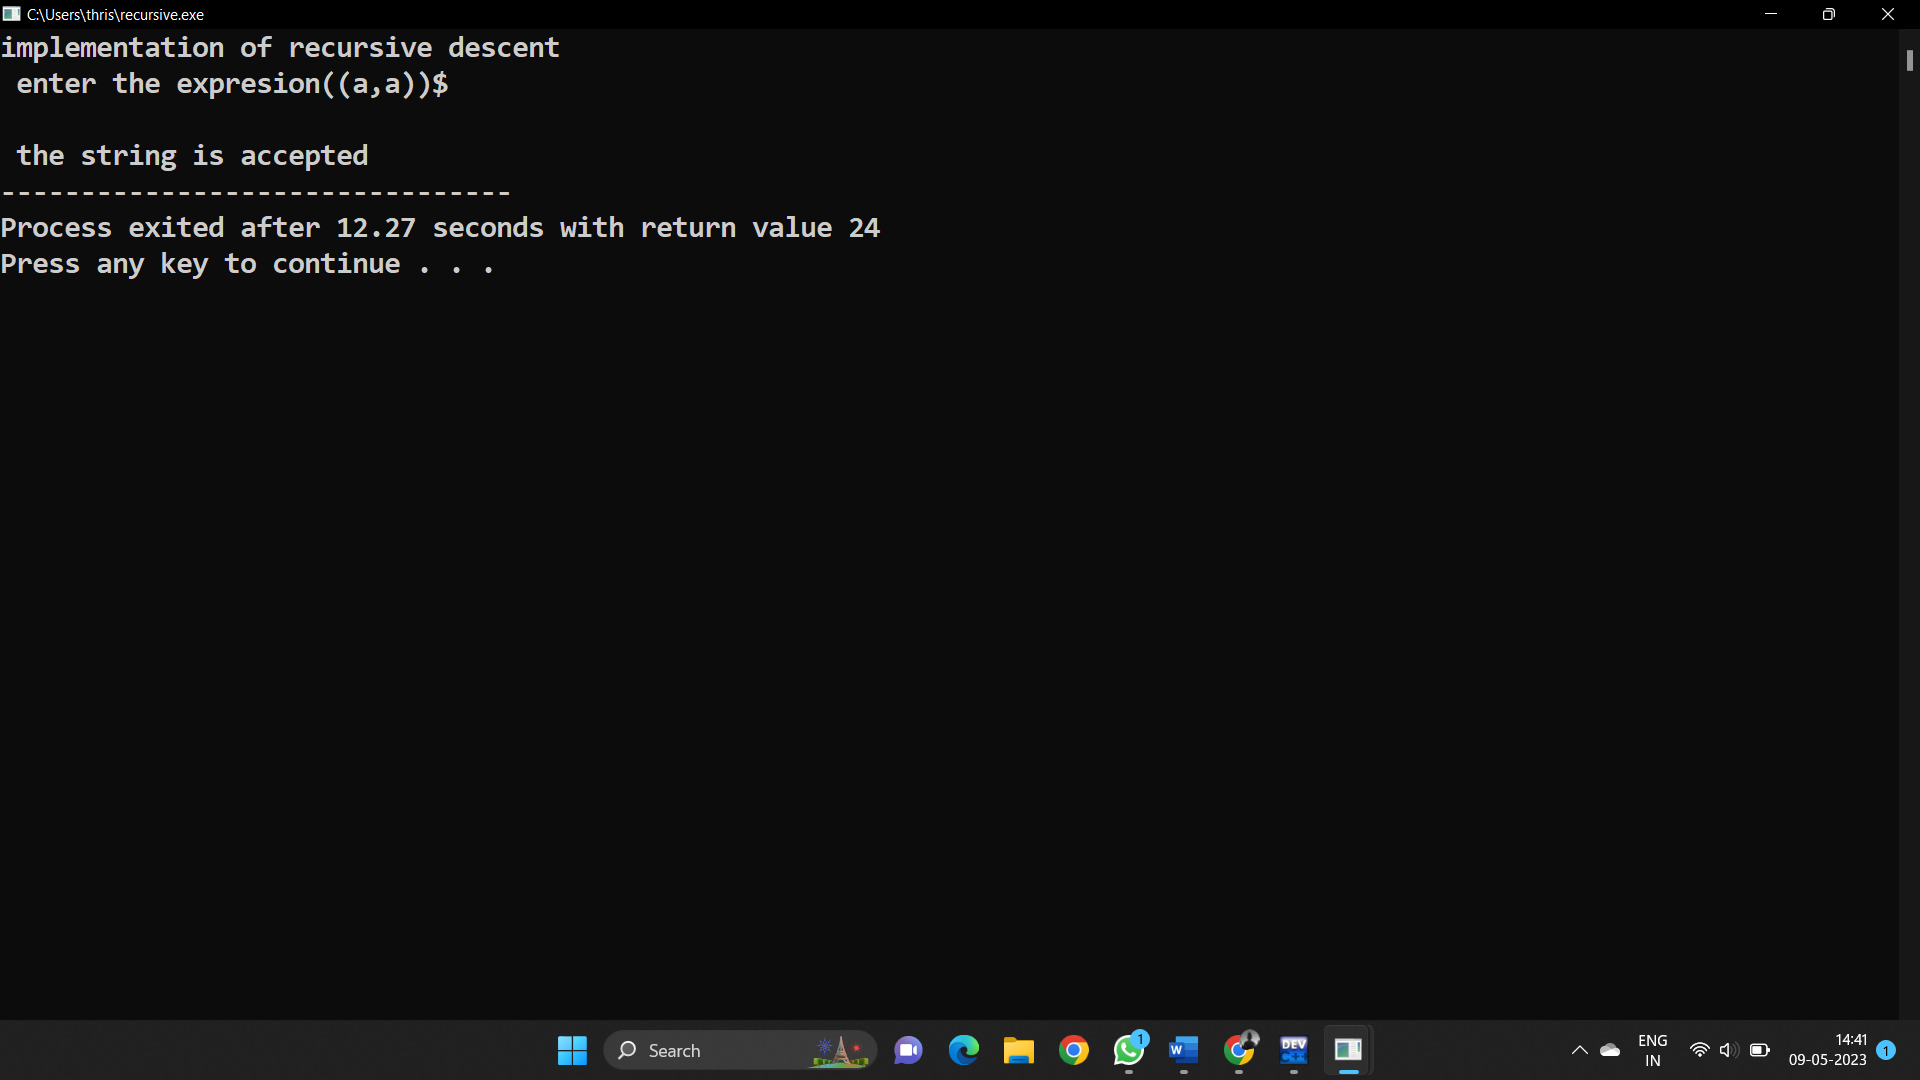 C:\Users\thris\recursive.exe
implementation of recursive descent
enter the expresion((a,a))$
the string is accepted
--------------------------------
Process exited after 12.27 seconds with return value 24
Press any key to continue . . .
Search
1
W
DEV
C++
ENG
IN
14:41
09-05-2023
1